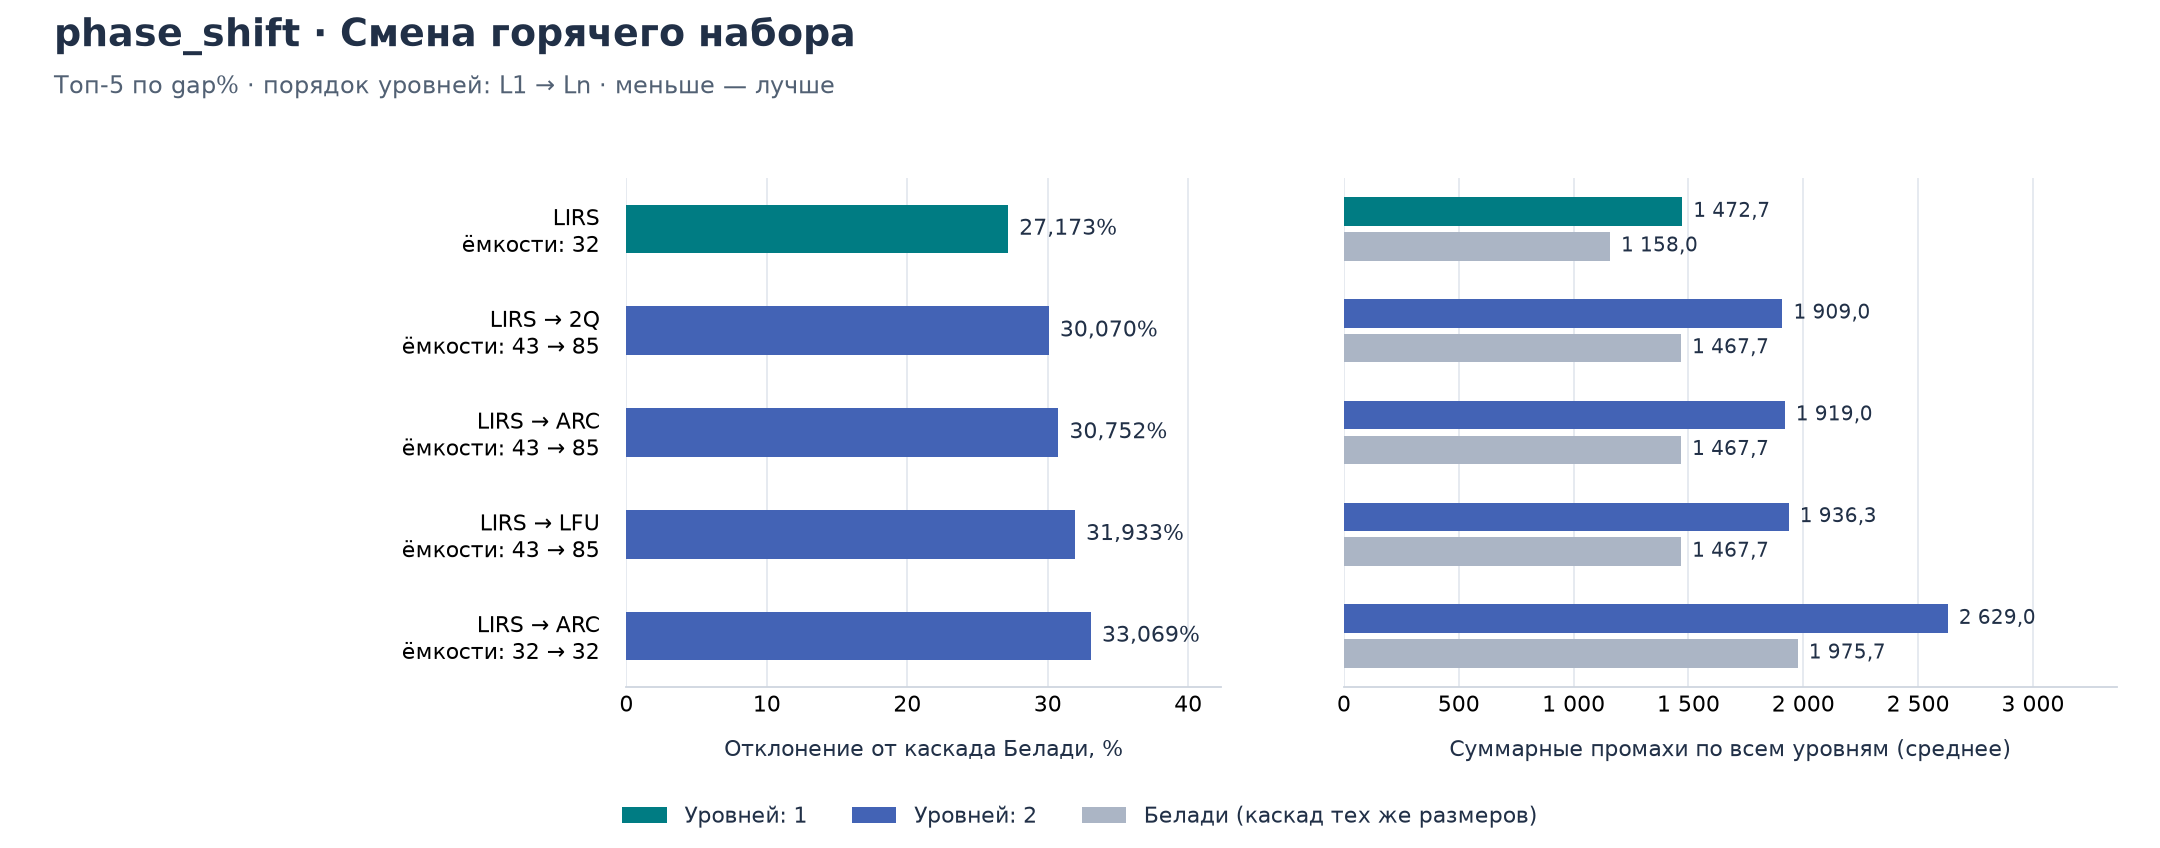 phase_shift · Смена горячего набора
Топ-5 по gap% · порядок уровней: L1 → Ln · меньше — лучше
LIRS
ёмкости: 32
27,173%
1 472,7
1 158,0
LIRS → 2Q
ёмкости: 43 → 85
30,070%
1 909,0
1 467,7
LIRS → ARC
ёмкости: 43 → 85
30,752%
1 919,0
1 467,7
LIRS → LFU
ёмкости: 43 → 85
31,933%
1 936,3
1 467,7
LIRS → ARC
ёмкости: 32 → 32
33,069%
2 629,0
1 975,7
0 10 20 30 40
0 500 1 000 1 500 2 000 2 500 3 000
Отклонение от каскада Белади, %
Суммарные промахи по всем уровням (среднее)
Уровней: 1 Уровней: 2 Белади (каскад тех же размеров)